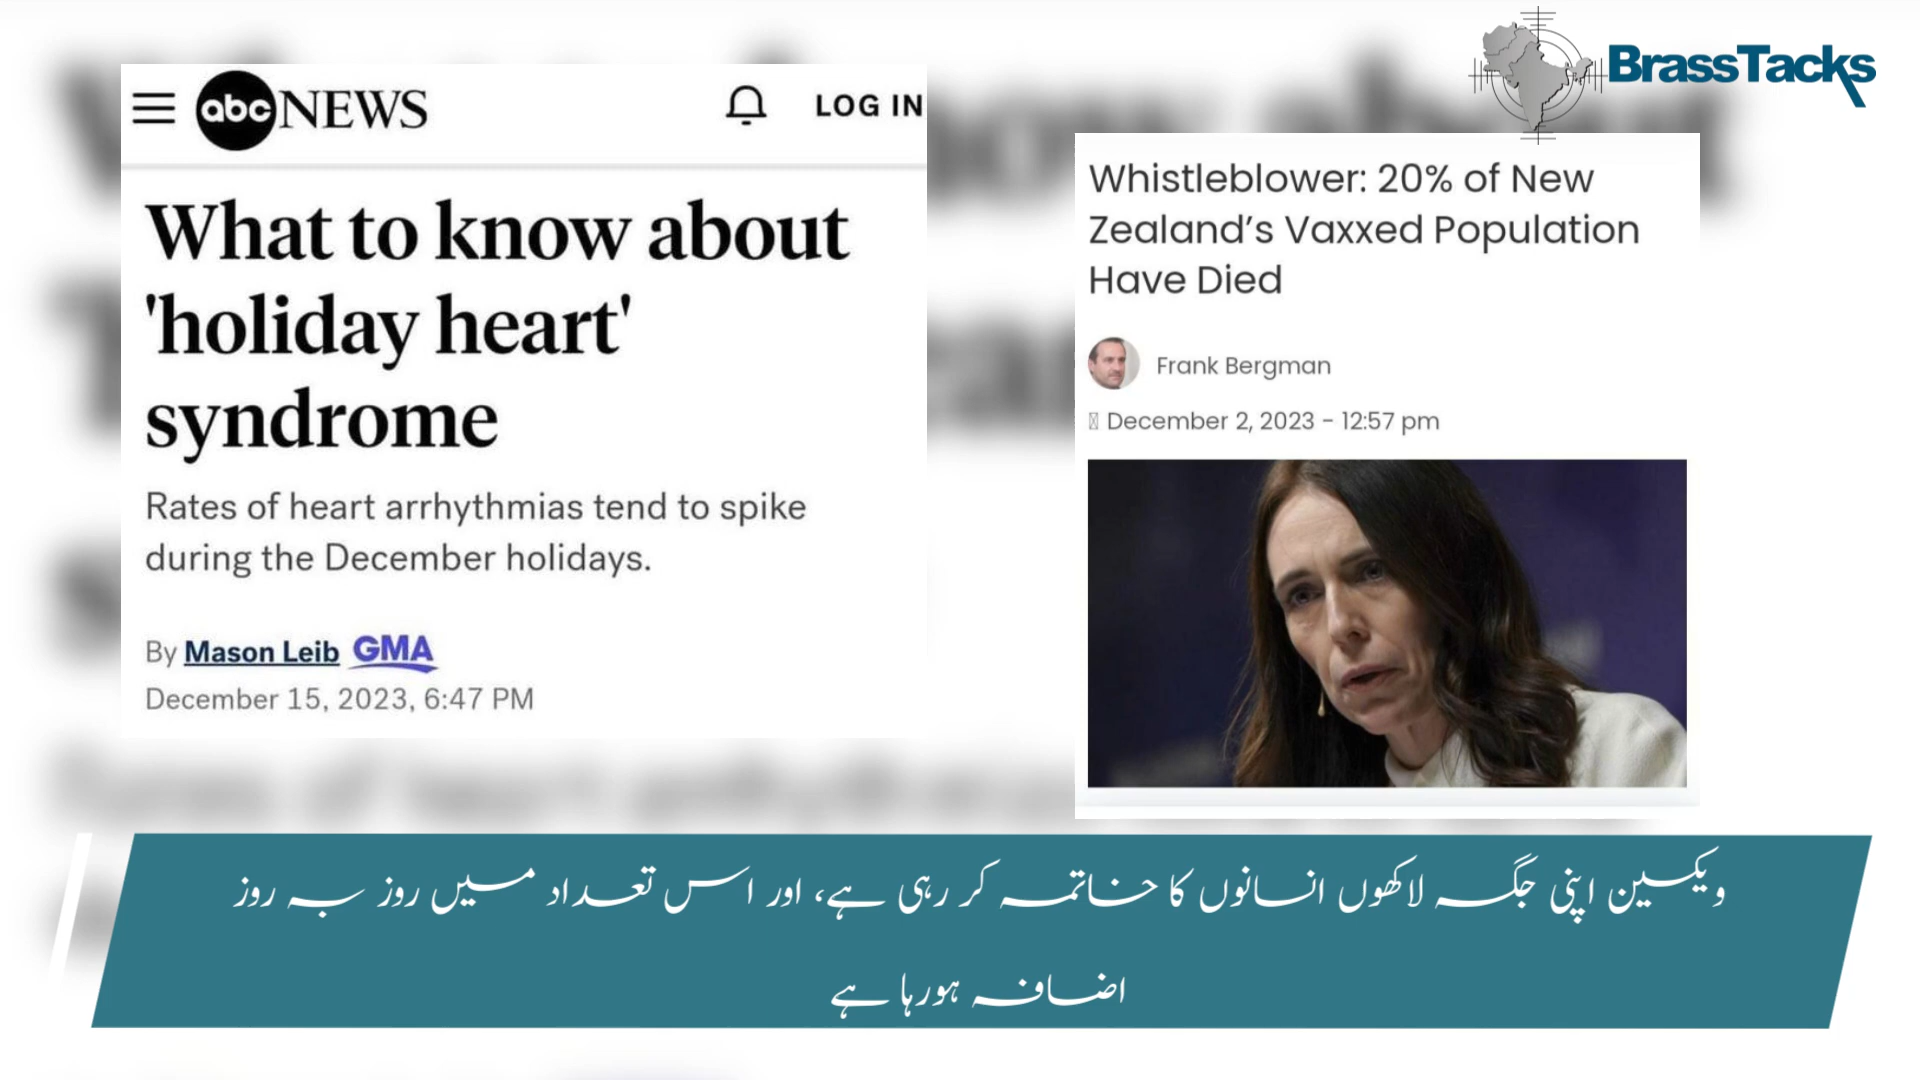 abc NEWS
LOG IN
What to know about
'holiday heart'
syndrome
Rates of heart arrhythmias tend to spike
during the December holidays.
By Mason Leib GMA
December 15, 2023, 6:47 PM
BrassTacks
Whistleblower: 20% of New
Zealand’s Vaxxed Population
Have Died
Frank Bergman
December 2, 2023 - 12:57 pm
ویکسین اپنی جگہ لاکھوں انسانوں کا خاتمہ کر رہی ہے، اور اس تعداد میں روز بہ روز
اضافہ ہورہا ہے